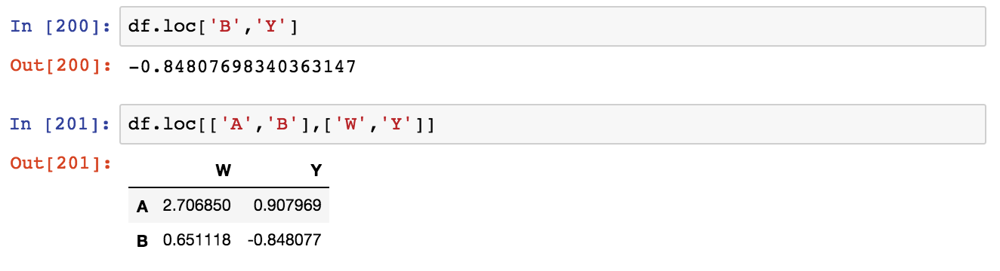 In [200]: df.loc['B','Y']
Out[200]: -0.84807698340363147
In [201]: df.loc[['A','B'],['W','Y']]
Out[201]:
W Y
A 2.706850 0.907969
B 0.651118 -0.848077